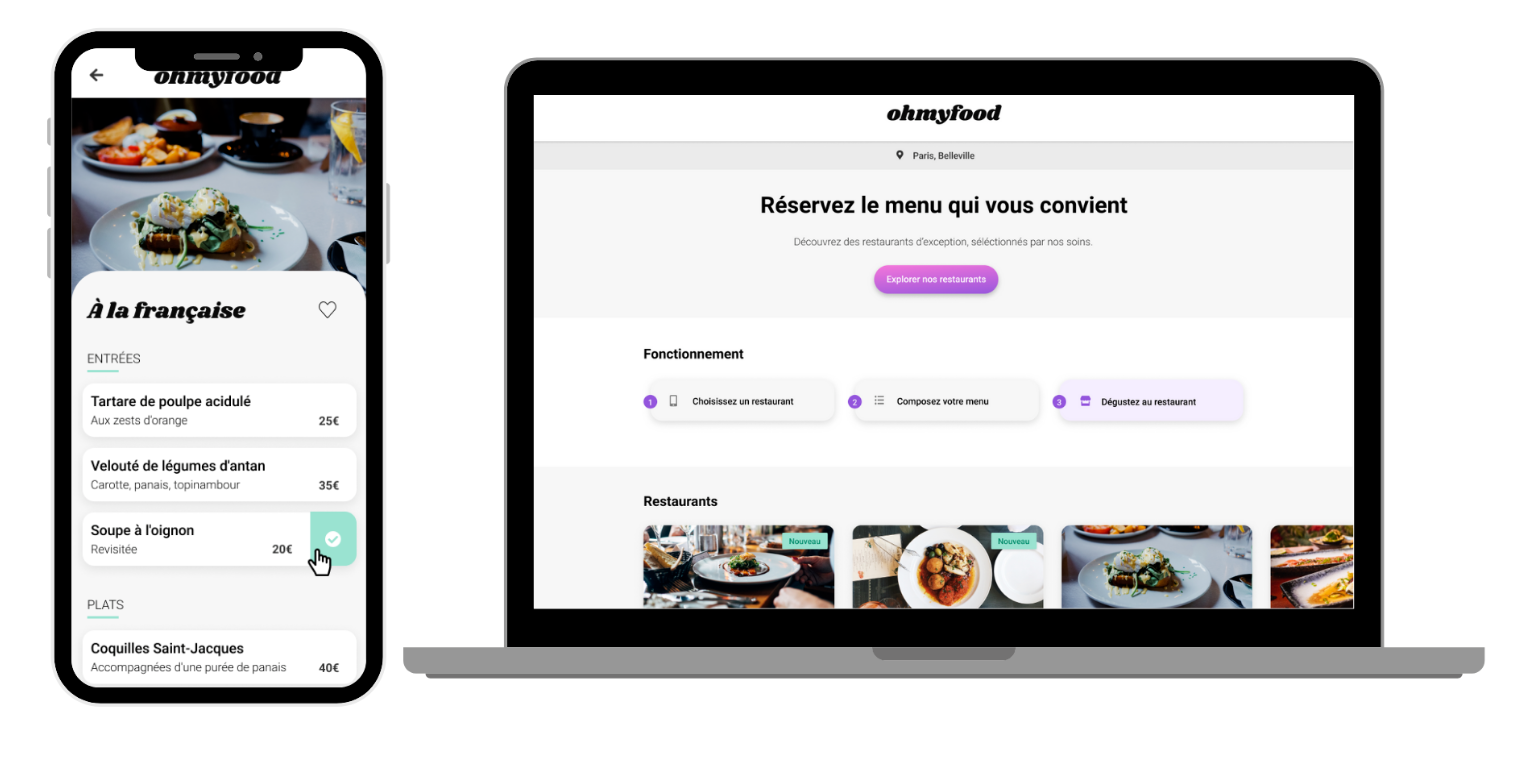 ohmyfood
À la française
ENTRÉES
Tartare de poulpe acidulé
Aux zests d'orange 25€
Velouté de légumes d'antan
Carotte, panais, topinambour 35€
Soupe à l'oignon
Revisitée 20€
PLATS
Coquilles Saint-Jacques
Accompagnées d'une purée de panais 40€
ohmyfood
Paris, Belleville
Réservez le menu qui vous convient
Découvrez des restaurants d'exception, séléctionnés par nos soins.
Explorer nos restaurants
Fonctionnement
1 Choisissez un restaurant
2 Composez votre menu
3 Dégustez au restaurant
Restaurants
Nouveau
Nouveau